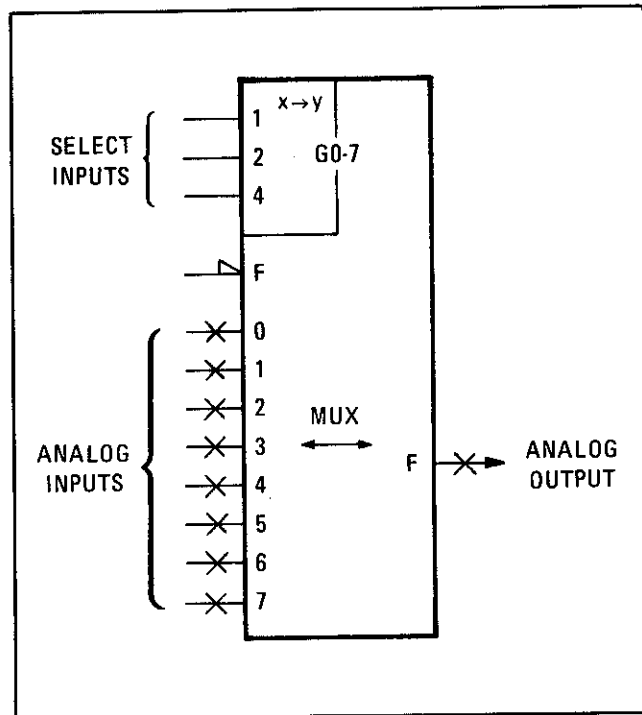 x→y
1
SELECT
INPUTS
2
G0-7
4
F
0
1
2
MUX
3
ANALOG
INPUTS
4
F
ANALOG
OUTPUT
5
6
7